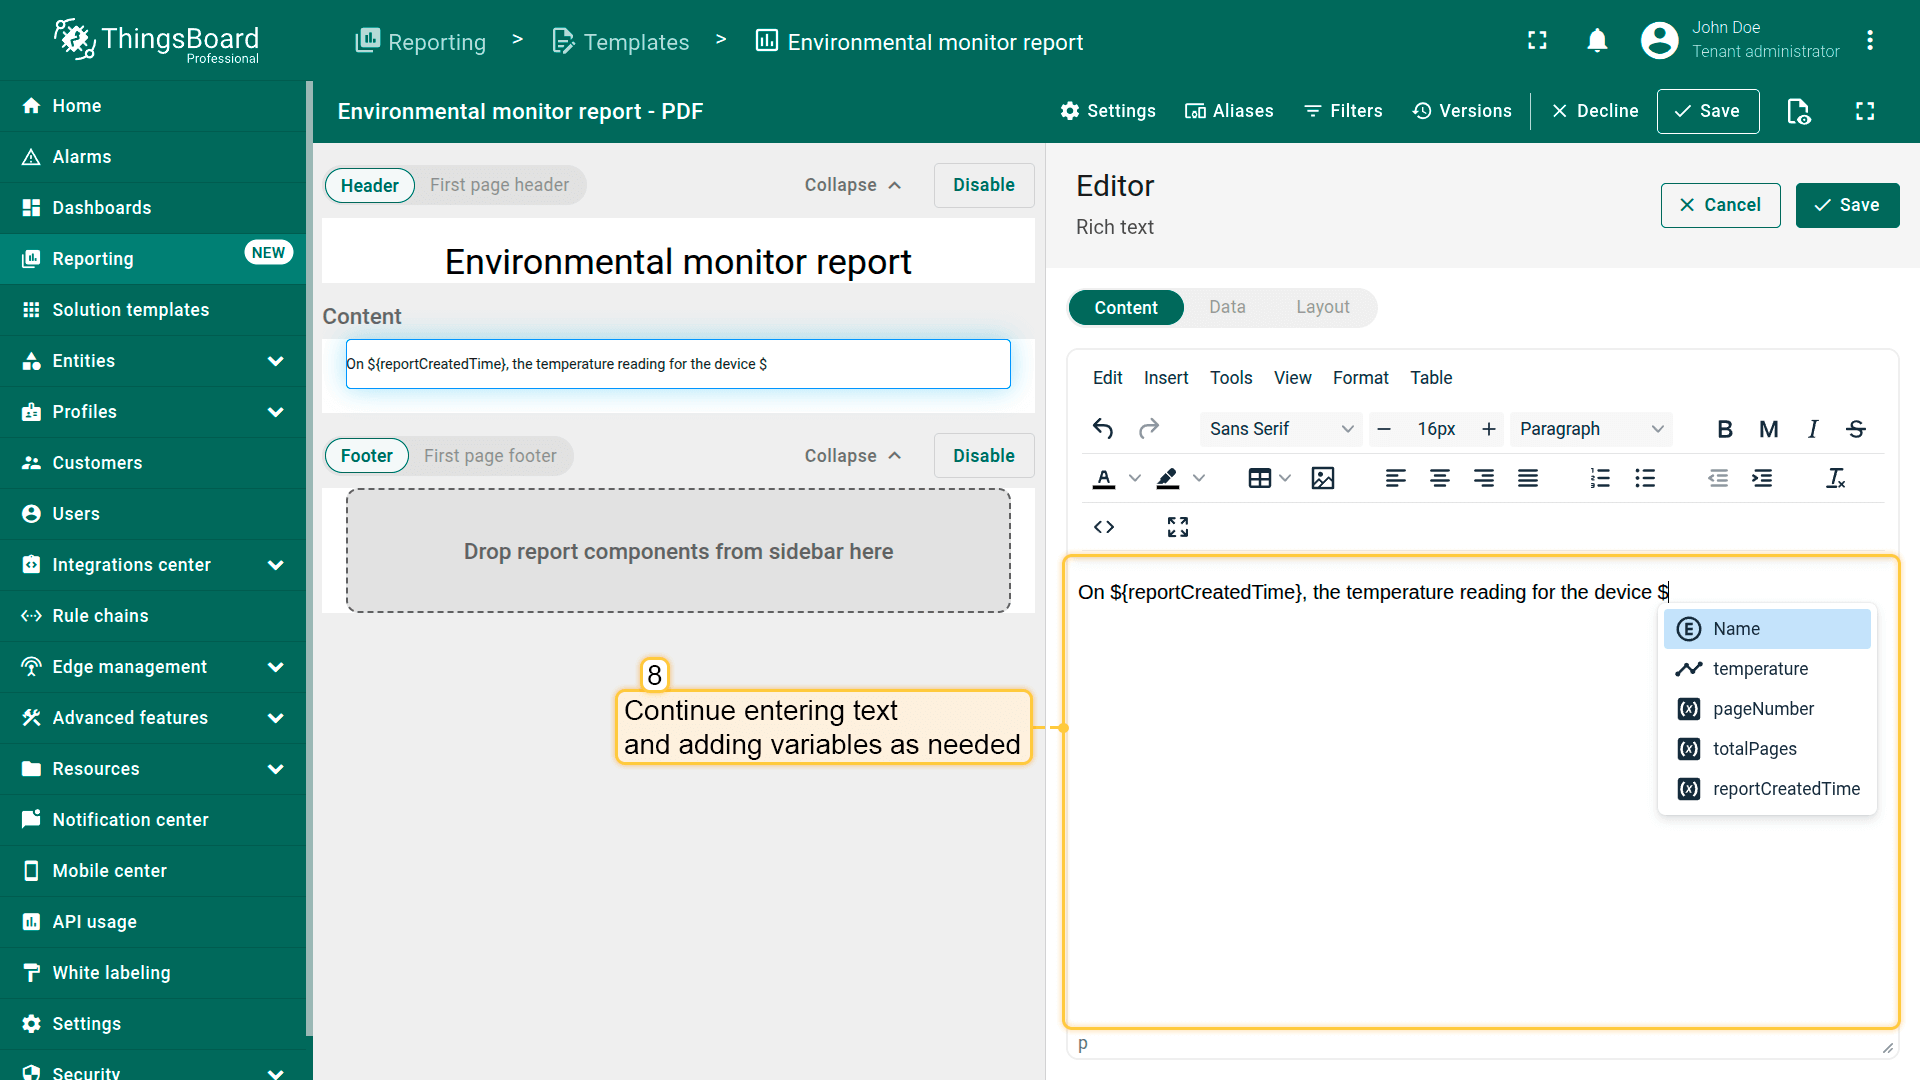 ThingsBoard
Professional
Reporting > Templates > Environmental monitor report
John Doe
Tenant administrator
Home
Alarms
Dashboards
Reporting NEW
Solution templates
Entities
Profiles
Customers
Users
Integrations center
Rule chains
Edge management
Advanced features
Resources
Notification center
Mobile center
API usage
White labeling
Settings
Security
Environmental monitor report - PDF
Settings Aliases Filters Versions Decline Save
Header First page header Collapse Disable
Environmental monitor report
Content
On ${reportCreatedTime}, the temperature reading for the device $
Footer First page footer Collapse Disable
Drop report components from sidebar here
8
Continue entering text
and adding variables as needed
Editor
Rich text
Cancel Save
Content Data Layout
Edit Insert Tools View Format Table
Sans Serif 16px Paragraph B M I S
On ${reportCreatedTime}, the temperature reading for the device $
Name
temperature
pageNumber
totalPages
reportCreatedTime
p